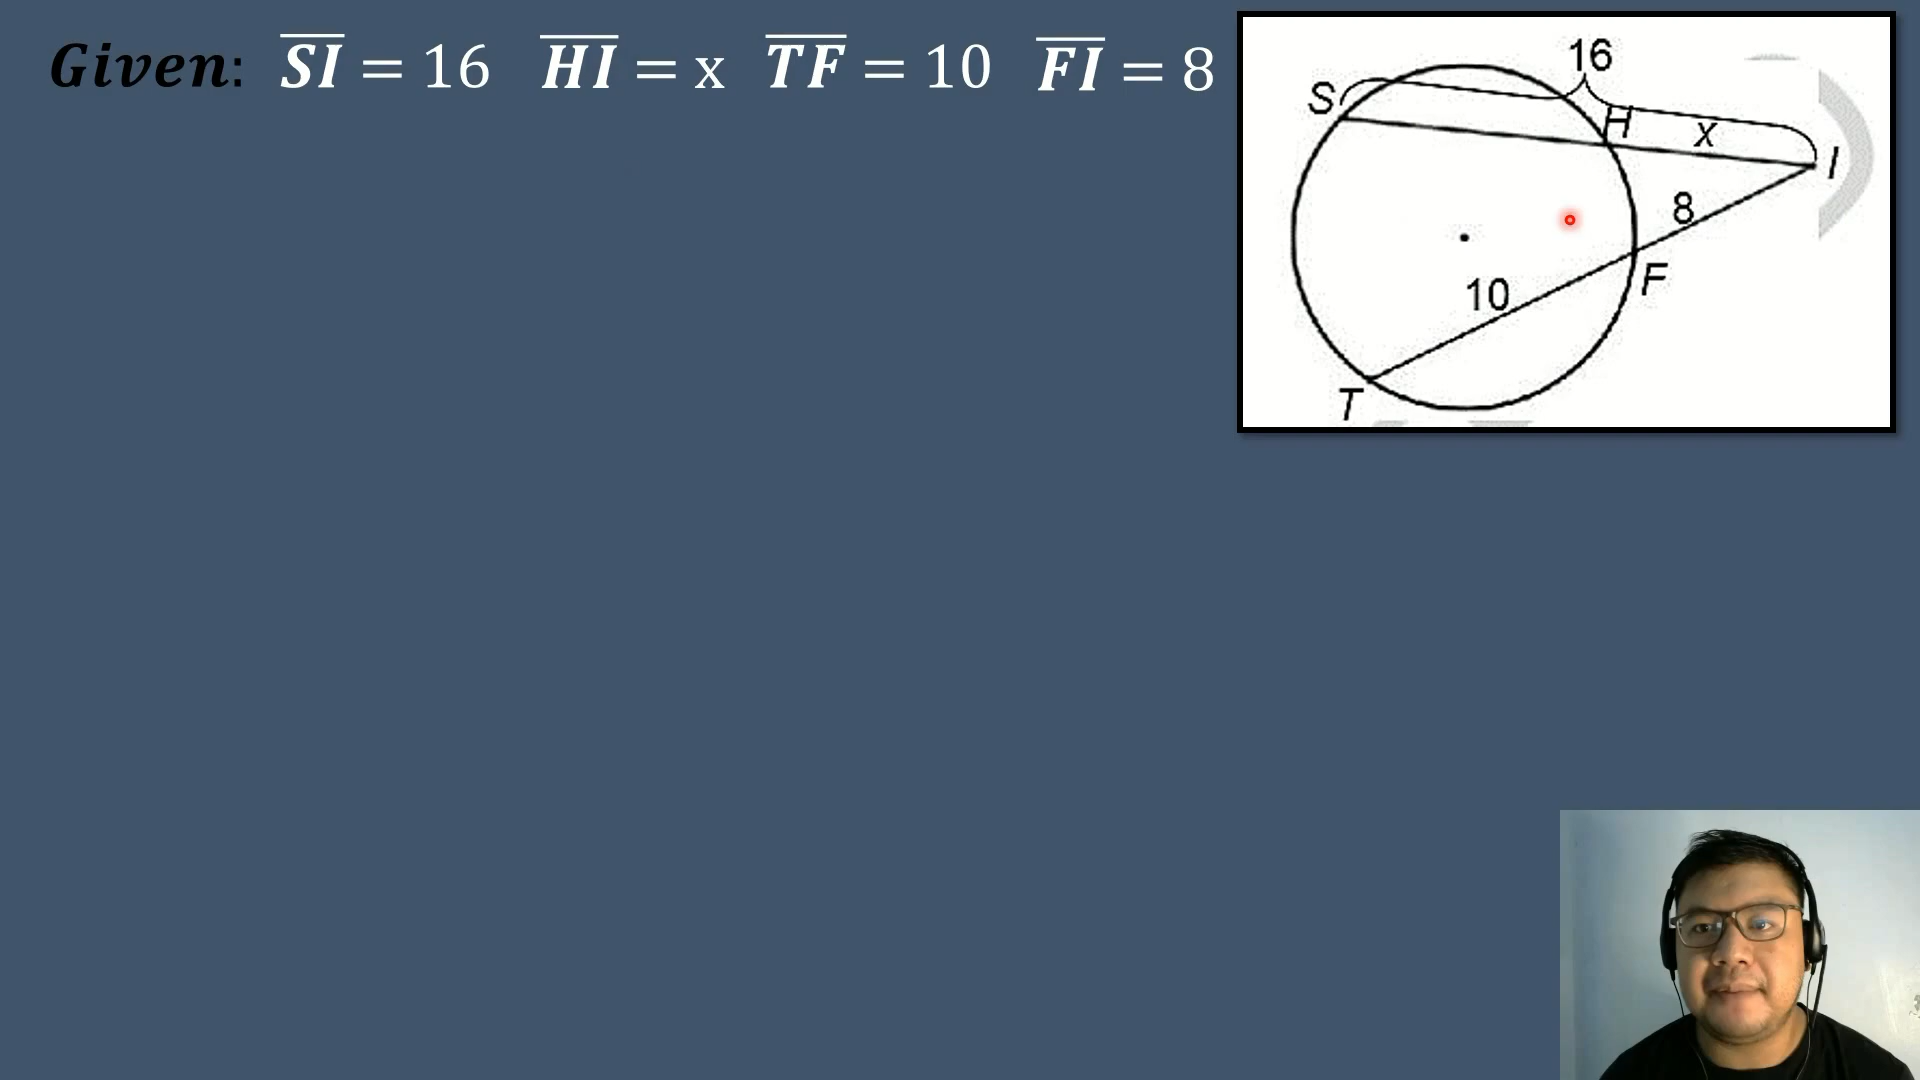 Given: SI = 16 HI = x TF = 10 FI = 8
16
S
H
x
I
8
F
10
T